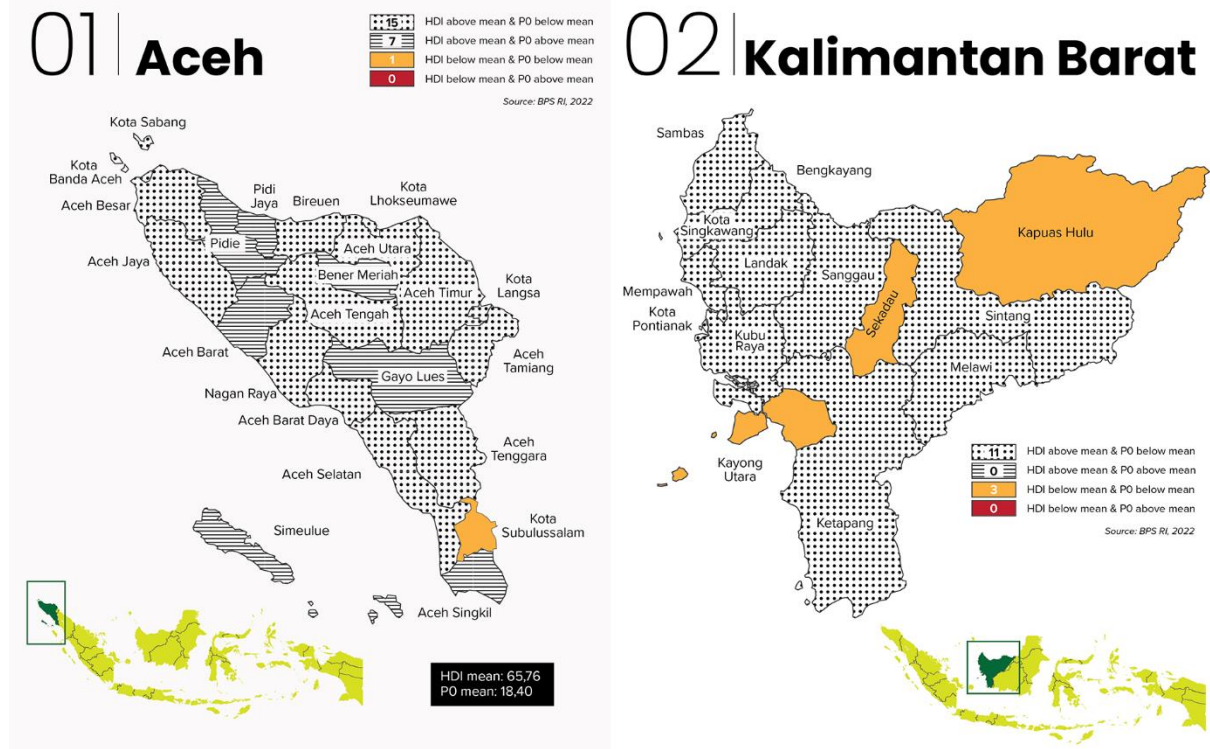 01 Aceh
15 HDI above mean & P0 below mean
7 HDI above mean & P0 above mean
1 HDI below mean & P0 below mean
0 HDI below mean & P0 above mean
Source: BPS RI, 2022
Kota Sabang
Kota
Banda Aceh
Aceh Besar
Pidi
Jaya
Bireuen
Kota
Lhokseumawe
Pidie
Aceh Utara
Aceh Jaya
Bener Meriah
Aceh Timur
Kota
Langsa
Aceh Tengah
Aceh Barat
Aceh
Tamiang
Gayo Lues
Nagan Raya
Aceh Barat Daya
Aceh
Tenggara
Aceh Selatan
Kota
Subulussalam
Simeulue
Aceh Singkil
HDI mean: 65,76
P0 mean: 18,40
02 Kalimantan Barat
Sambas
Bengkayang
Kota
Singkawang
Kapuas Hulu
Landak
Sanggau
Mempawah
Kota
Pontianak
Sekadau
Sintang
Kubu
Raya
Melawi
Kayong
Utara
Ketapang
11 HDI above mean & P0 below mean
0 HDI above mean & P0 above mean
3 HDI below mean & P0 below mean
0 HDI below mean & P0 above mean
Source: BPS RI, 2022